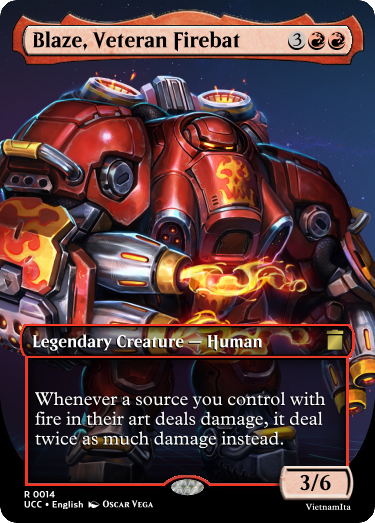 Blaze, Veteran Firebat 3
Legendary Creature — Human
Whenever a source you control with
fire in their art deals damage, it deal
twice as much damage instead.
3/6
R 0014
UCC • English Oscar Vega
VietnamIta